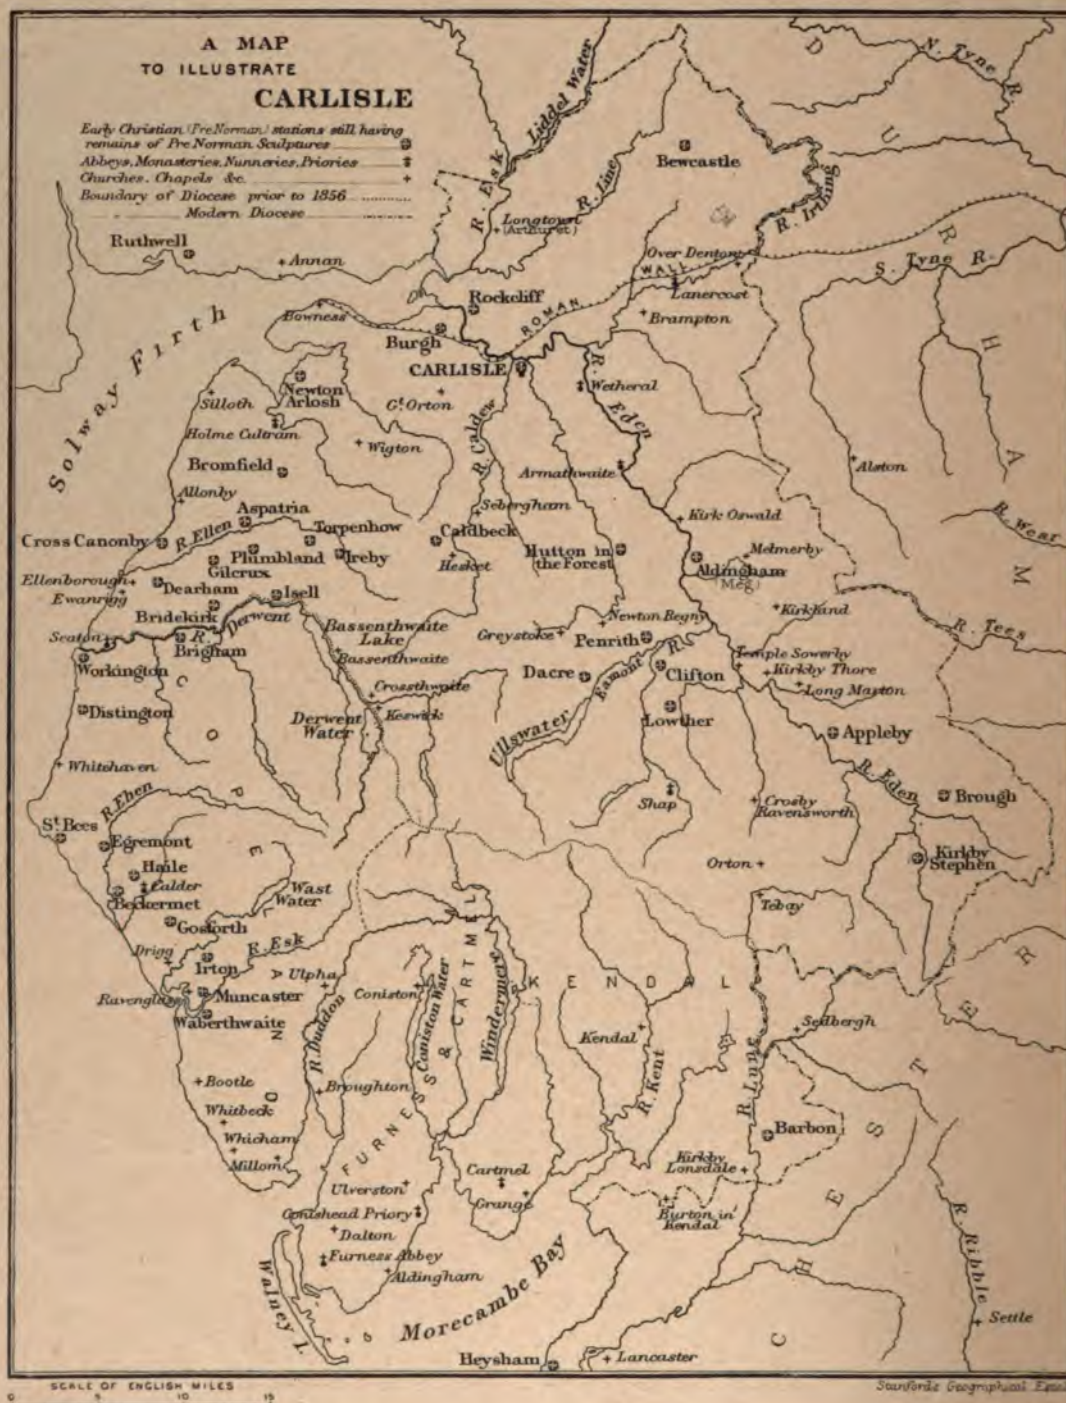 A MAP
TO ILLUSTRATE
CARLISLE
Early Christian (Pre Norman) stations still having
remains of Pre Norman Sculptures
Abbeys, Monasteries, Nunneries, Priories
Churches, Chapels &c.
Boundary of Diocese prior to 1856
" Modern Diocese
Liddel Water
N. Tyne R.
D U R H A M
Bewcastle
R. Esk
R. Line
R. Irthing
Longtown
(Arthuret)
Ruthwell
Annan
Over Denton
ROMAN WALL
S. Tyne R.
Lanercost
Rockcliff
Bowness
Brampton
Burgh
Solway Firth
CARLISLE
Wetheral
R. Eden
Newton
Arlosh
Silloth
Gt. Orton
Holme Cultram
Wigton
R. Caldew
Bromfield
Armathwaite
Alston
Allonby
Sebergham
Kirk Oswald
R. Wear
Aspatria
Torpenhow
Cross Canonby
R. Ellen
Caldbeck
Plumbland
Ireby
Hesket
Hutton in
the Forest
Melmerby
Gilcrux
Aldingham
(Meg)
Ellenborough
Dearham
Ewanrigg
Isell
Bridekirk
Derwent
R.
Kirkland
Newton Regny
R. Tees
Bassenthwaite
Lake
Greystoke
Penrith
Seaton
Brigham
Bassenthwaite
Workington
Temple Sowerby
Dacre
Eamont R.
Clifton
Kirkby Thore
Long Marton
Crossthwaite
Keswick
Distington
Derwent
Water
Lowther
Ullswater
Appleby
Whitehaven
R. Eden
Shap
Crosby
Ravensworth
Brough
R. Ehen
St. Bees
Egremont
Orton
Kirkby
Stephen
Haile
Calder
Beckermet
Wast
Water
Tebay
Gosforth
Drigg
R. Esk
Irton
Ulpha
Coniston
C O P E L A N D
KENDAL
Ravenglass
Muncaster
Waberthwaite
R. Duddon
Coniston Water
Windermere
FURNESS & CARTMEL
Kendal
Sedbergh
R. Kent
R. Lune
Bootle
Broughton
Whitbeck
Whicham
Millom
Barbon
Kirkby
Lonsdale
Cartmel
Ulverston
Grange
Conishead Priory
Burton in
Kendal
Dalton
Furness Abbey
Aldingham
Walney I.
Morecambe Bay
R. Ribble
C H E S T E R
Settle
Heysham
Lancaster
SCALE OF ENGLISH MILES
0 5 10 15
Stanford's Geographical